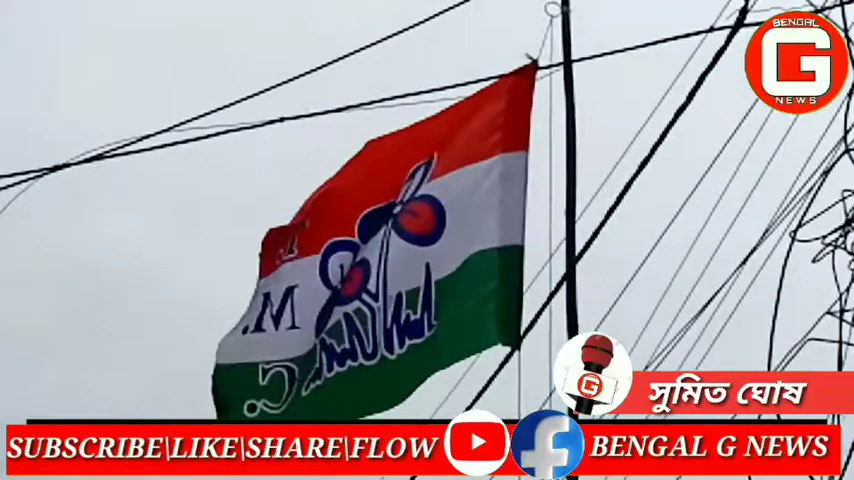 BENGAL
G
NEWS
T.
M.
C.
G
সুমিত ঘোষ
SUBSCRIBE\LIKE\SHARE\FLOW
BENGAL G NEWS